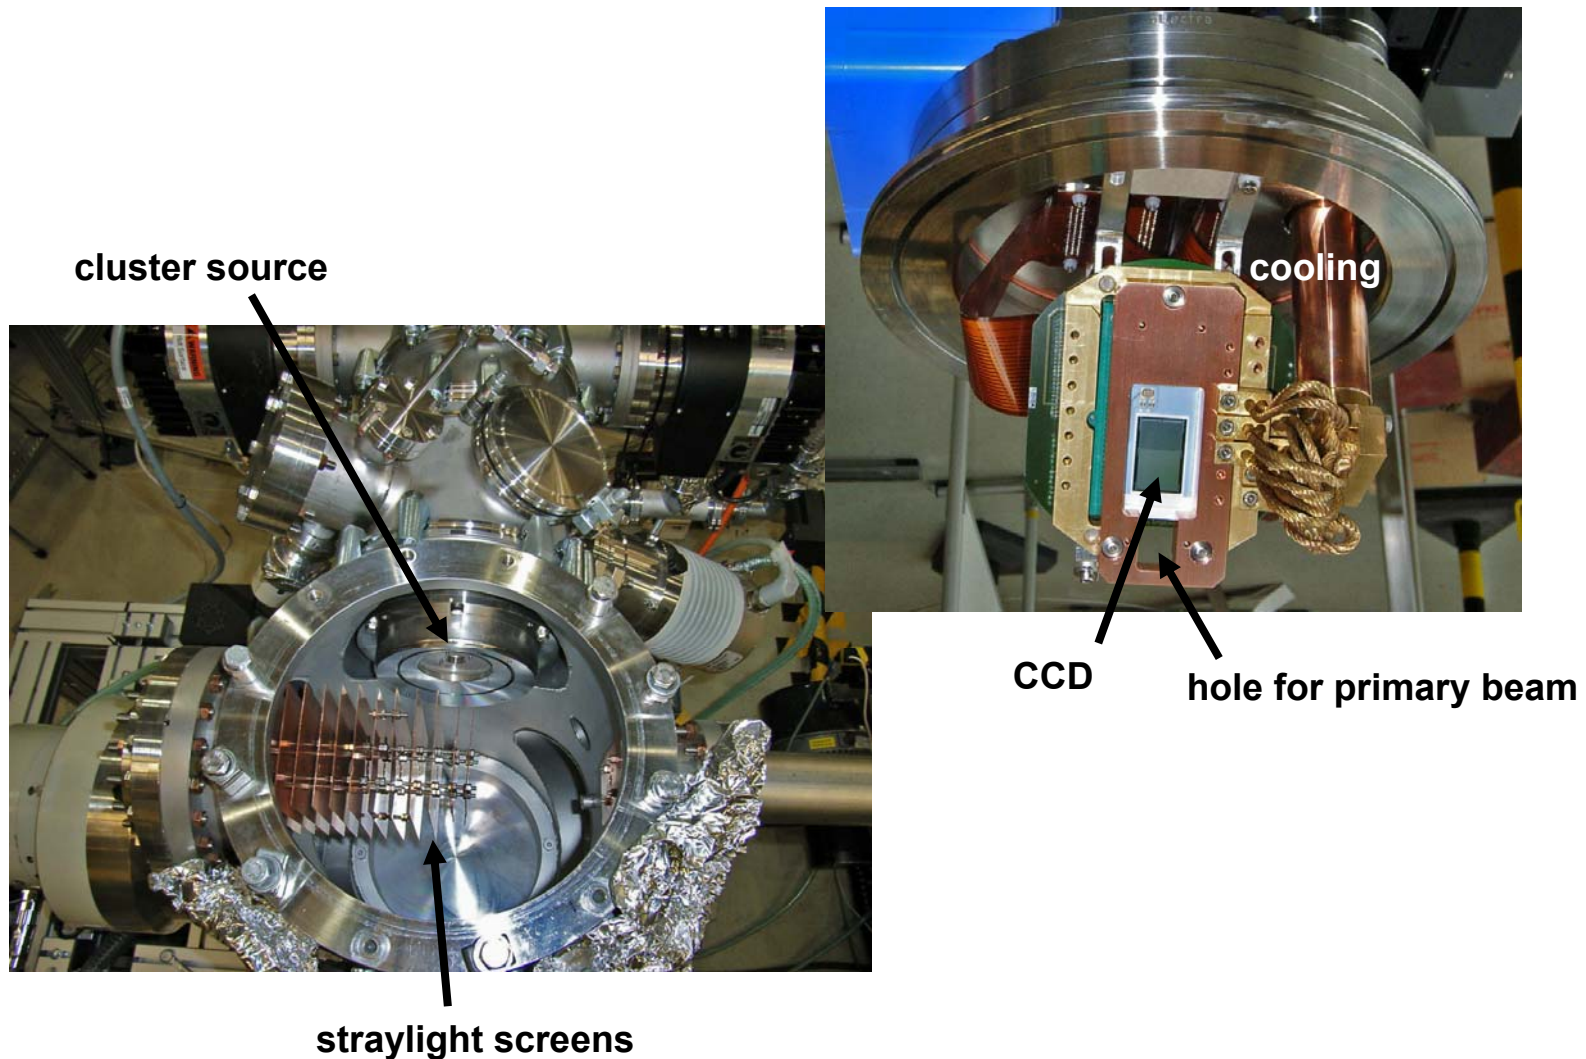 cluster source
cooling
CCD
hole for primary beam
straylight screens